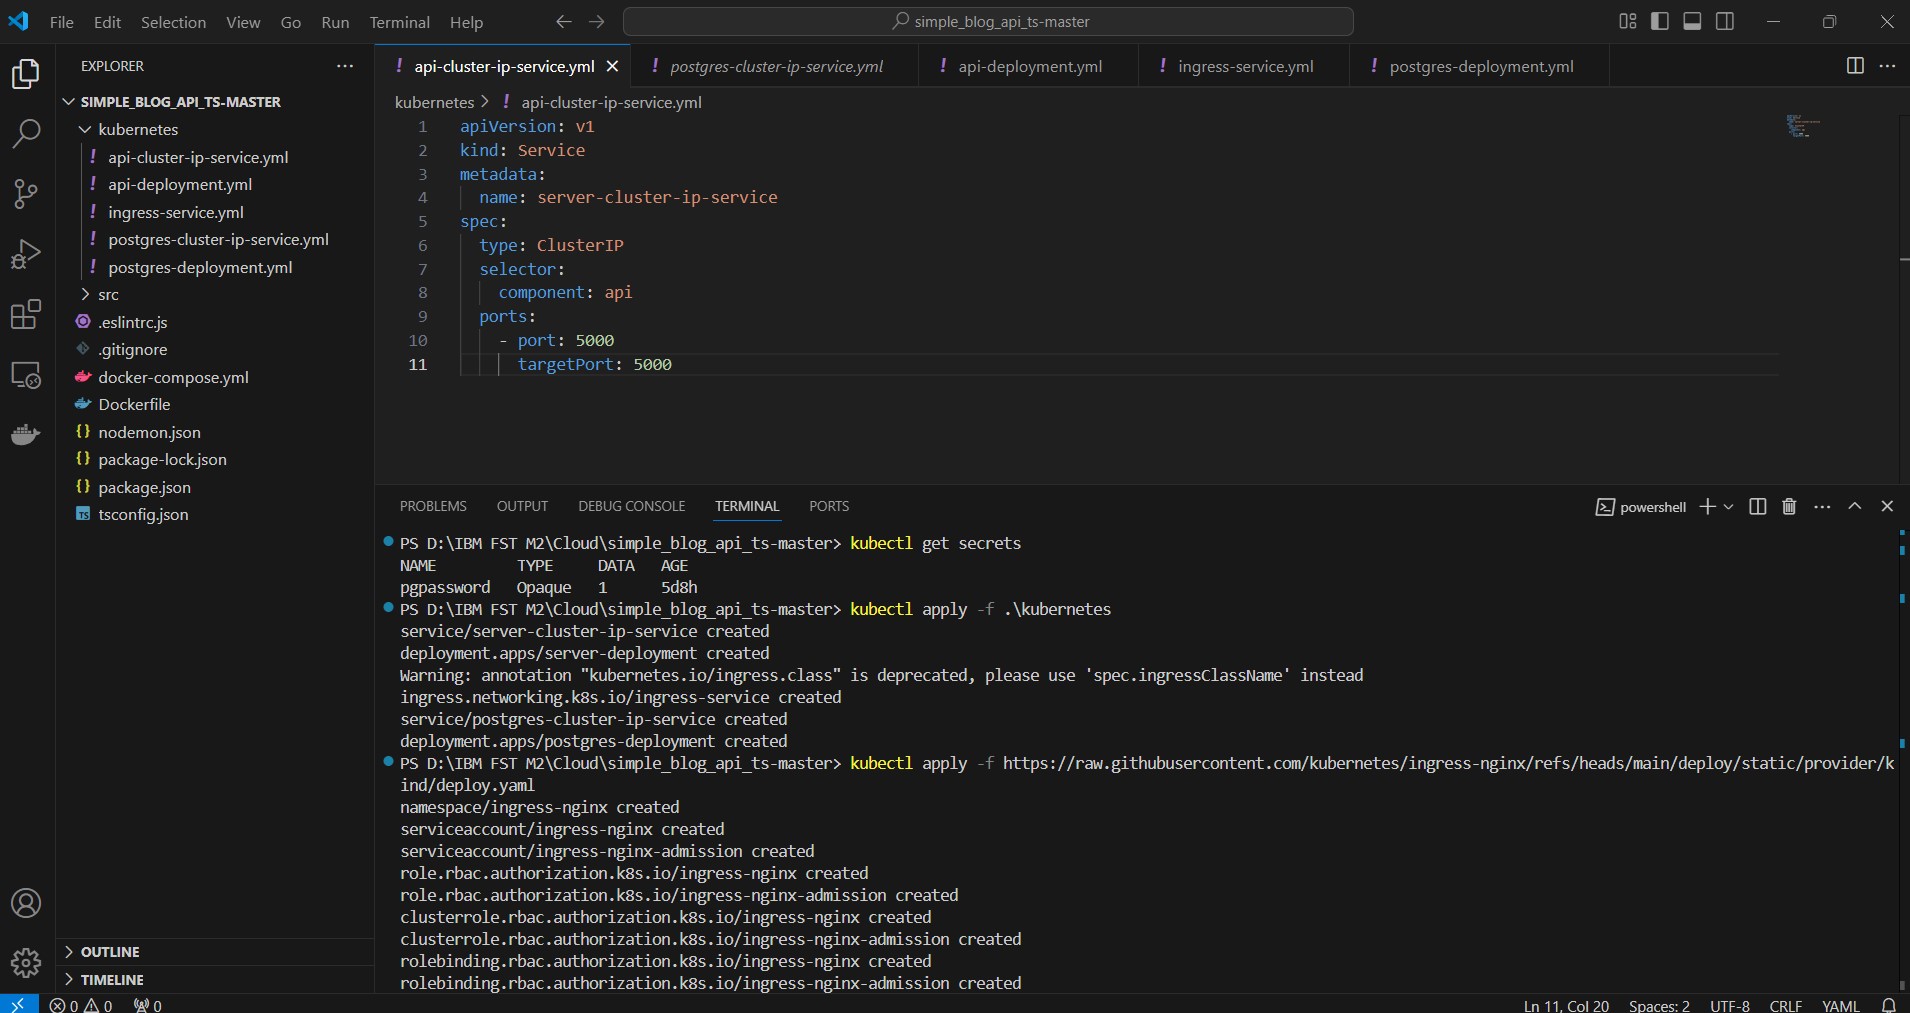 File Edit Selection View Go Run Terminal Help
simple_blog_api_ts-master
EXPLORER
SIMPLE_BLOG_API_TS-MASTER
kubernetes
! api-cluster-ip-service.yml
! api-deployment.yml
! ingress-service.yml
! postgres-cluster-ip-service.yml
! postgres-deployment.yml
src
.eslintrc.js
.gitignore
docker-compose.yml
Dockerfile
{} nodemon.json
{} package-lock.json
{} package.json
TS tsconfig.json
OUTLINE
TIMELINE
! api-cluster-ip-service.yml ! postgres-cluster-ip-service.yml ! api-deployment.yml ! ingress-service.yml ! postgres-deployment.yml
kubernetes > ! api-cluster-ip-service.yml
1 apiVersion: v1
2 kind: Service
3 metadata:
4 name: server-cluster-ip-service
5 spec:
6 type: ClusterIP
7 selector:
8 component: api
9 ports:
10 - port: 5000
11 targetPort: 5000
PROBLEMS OUTPUT DEBUG CONSOLE TERMINAL PORTS
powershell
PS D:\IBM FST M2\Cloud\simple_blog_api_ts-master> kubectl get secrets
NAME TYPE DATA AGE
pgpassword Opaque 1 5d8h
PS D:\IBM FST M2\Cloud\simple_blog_api_ts-master> kubectl apply -f .\kubernetes
service/server-cluster-ip-service created
deployment.apps/server-deployment created
Warning: annotation "kubernetes.io/ingress.class" is deprecated, please use 'spec.ingressClassName' instead
ingress.networking.k8s.io/ingress-service created
service/postgres-cluster-ip-service created
deployment.apps/postgres-deployment created
PS D:\IBM FST M2\Cloud\simple_blog_api_ts-master> kubectl apply -f https://raw.githubusercontent.com/kubernetes/ingress-nginx/refs/heads/main/deploy/static/provider/k
ind/deploy.yaml
namespace/ingress-nginx created
serviceaccount/ingress-nginx created
serviceaccount/ingress-nginx-admission created
role.rbac.authorization.k8s.io/ingress-nginx created
role.rbac.authorization.k8s.io/ingress-nginx-admission created
clusterrole.rbac.authorization.k8s.io/ingress-nginx created
clusterrole.rbac.authorization.k8s.io/ingress-nginx-admission created
rolebinding.rbac.authorization.k8s.io/ingress-nginx created
rolebinding.rbac.authorization.k8s.io/ingress-nginx-admission created
0 0 0
Ln 11, Col 20 Spaces: 2 UTF-8 CRLF YAML